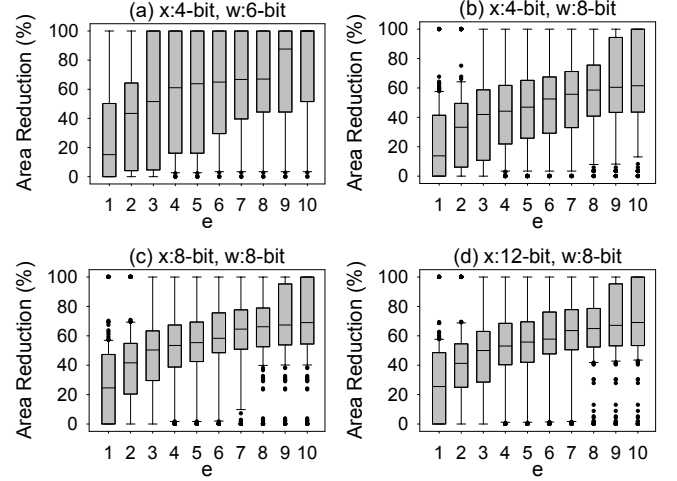 (a) x:4-bit, w:6-bit
Area Reduction (%)
100
80
60
40
20
0
1 2 3 4 5 6 7 8 9 10
e
(b) x:4-bit, w:8-bit
Area Reduction (%)
100
80
60
40
20
0
1 2 3 4 5 6 7 8 9 10
e
(c) x:8-bit, w:8-bit
Area Reduction (%)
100
80
60
40
20
0
1 2 3 4 5 6 7 8 9 10
e
(d) x:12-bit, w:8-bit
Area Reduction (%)
100
80
60
40
20
0
1 2 3 4 5 6 7 8 9 10
e